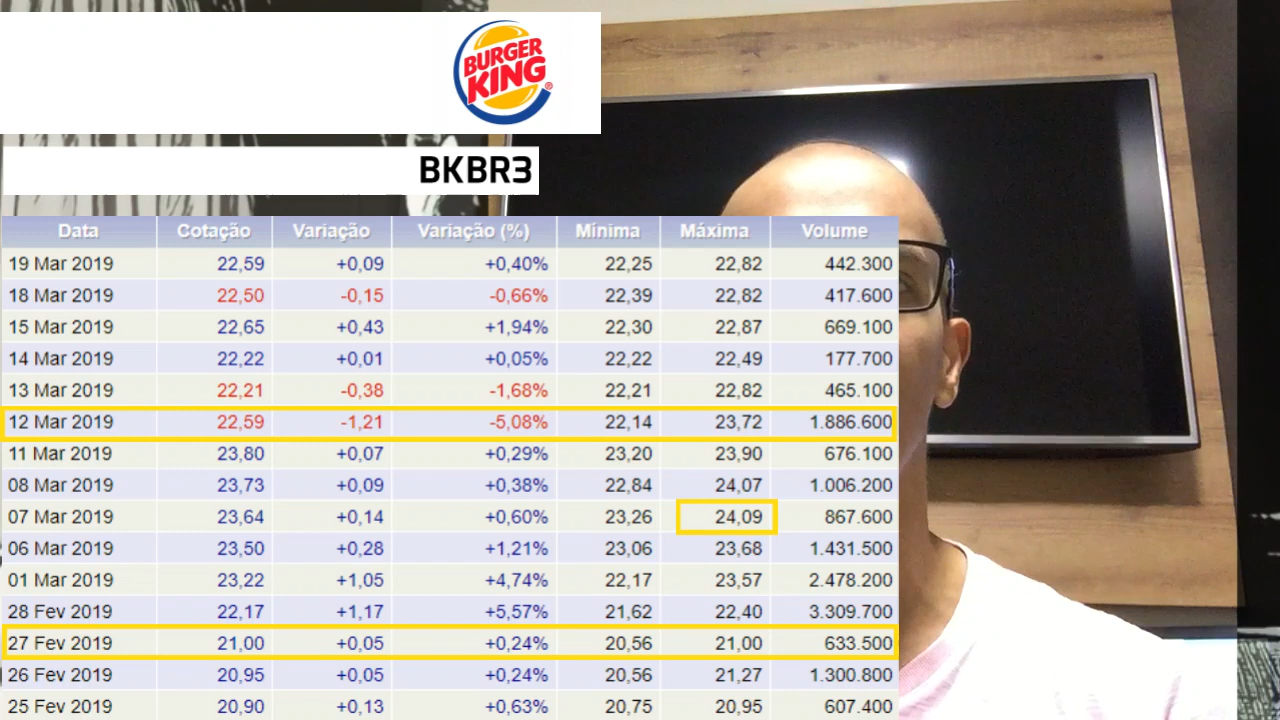 BURGER
KING®
BKBR3
Data Cotação Variação Variação (%) Mínima Máxima Volume
19 Mar 2019 22,59 +0,09 +0,40% 22,25 22,82 442.300
18 Mar 2019 22,50 -0,15 -0,66% 22,39 22,82 417.600
15 Mar 2019 22,65 +0,43 +1,94% 22,30 22,87 669.100
14 Mar 2019 22,22 +0,01 +0,05% 22,22 22,49 177.700
13 Mar 2019 22,21 -0,38 -1,68% 22,21 22,82 465.100
12 Mar 2019 22,59 -1,21 -5,08% 22,14 23,72 1.886.600
11 Mar 2019 23,80 +0,07 +0,29% 23,20 23,90 676.100
08 Mar 2019 23,73 +0,09 +0,38% 22,84 24,07 1.006.200
07 Mar 2019 23,64 +0,14 +0,60% 23,26 24,09 867.600
06 Mar 2019 23,50 +0,28 +1,21% 23,06 23,68 1.431.500
01 Mar 2019 23,22 +1,05 +4,74% 22,17 23,57 2.478.200
28 Fev 2019 22,17 +1,17 +5,57% 21,62 22,40 3.309.700
27 Fev 2019 21,00 +0,05 +0,24% 20,56 21,00 633.500
26 Fev 2019 20,95 +0,05 +0,24% 20,56 21,27 1.300.800
25 Fev 2019 20,90 +0,13 +0,63% 20,75 20,95 607.400